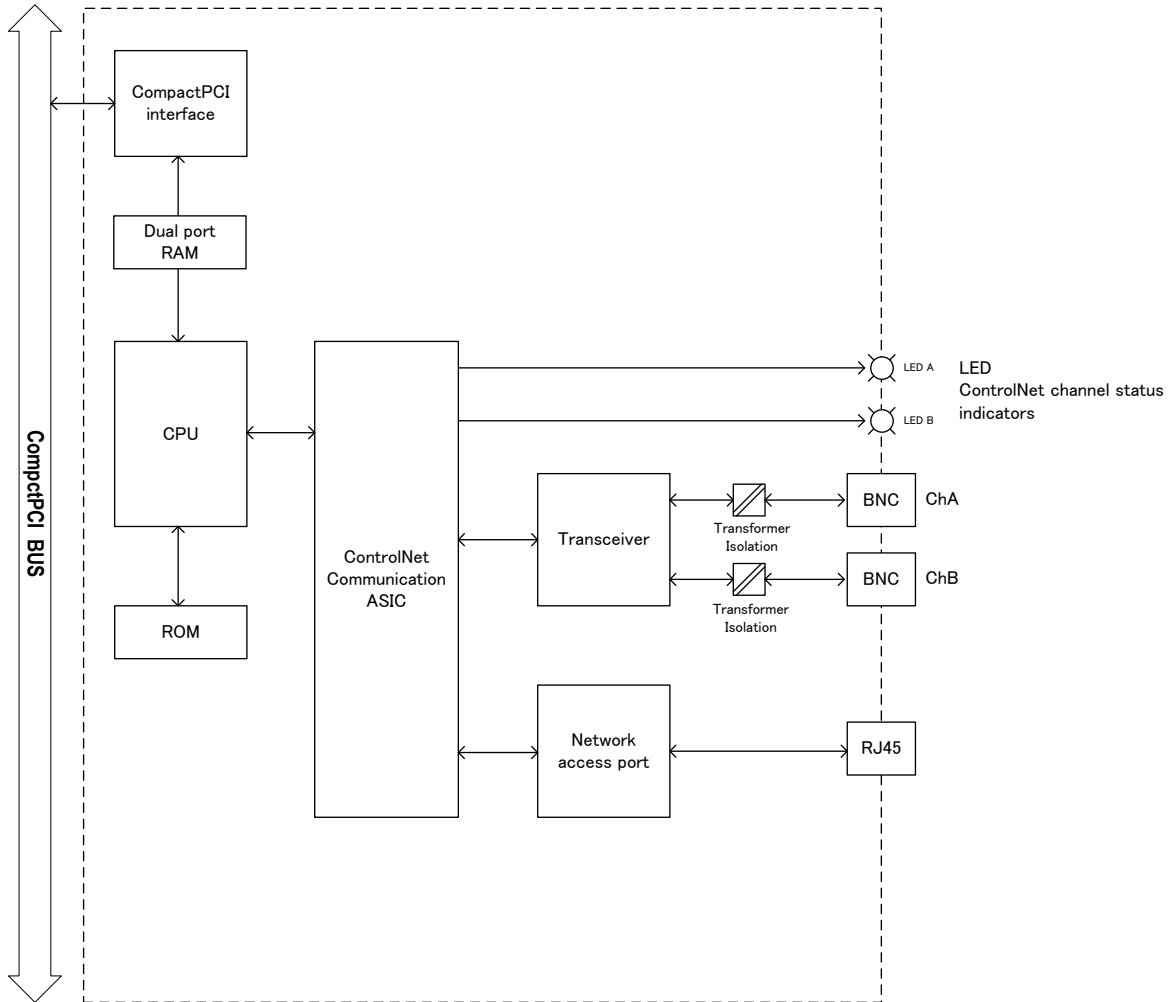 CompactPCI
interface
Dual port
RAM
CPU
ROM
CompctPCI BUS
ControlNet
Communication
ASIC
LED A
LED B
LED
ControlNet channel status
indicators
Transceiver
Transformer
Isolation
BNC
ChA
Transformer
Isolation
BNC
ChB
Network
access port
RJ45